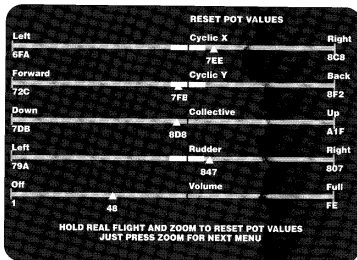 RESET POT VALUES
Left Cyclic X Right
6FA 7EE 8C8
Forward Cyclic Y Back
72C 7FB 8F2
Down Collective Up
7DB 8D8 A1F
Left Rudder Right
79A 847 807
Off Volume Full
1 48 FE
HOLD REAL FLIGHT AND ZOOM TO RESET POT VALUES
JUST PRESS ZOOM FOR NEXT MENU